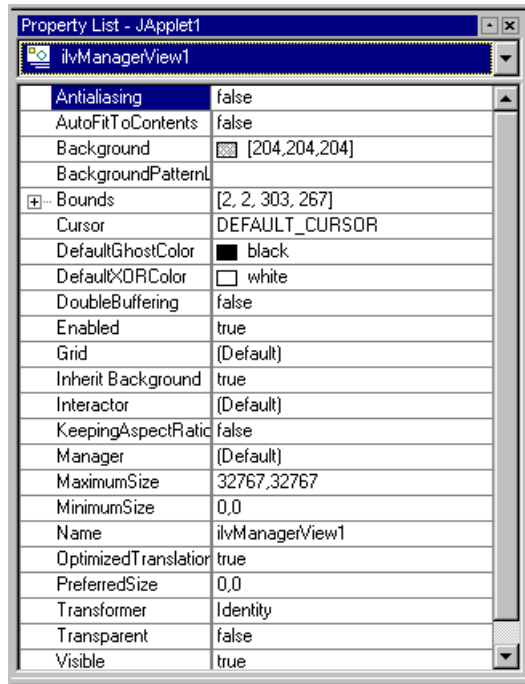 Property List - JApplet1
ilvManagerView1
Antialiasing false
AutoFitToContents false
Background [204,204,204]
BackgroundPatternL
Bounds [2, 2, 303, 267]
Cursor DEFAULT_CURSOR
DefaultGhostColor black
DefaultXORColor white
DoubleBuffering false
Enabled true
Grid (Default)
Inherit Background true
Interactor (Default)
KeepingAspectRatio false
Manager (Default)
MaximumSize 32767,32767
MinimumSize 0,0
Name ilvManagerView1
OptimizedTranslation true
PreferredSize 0,0
Transformer Identity
Transparent false
Visible true